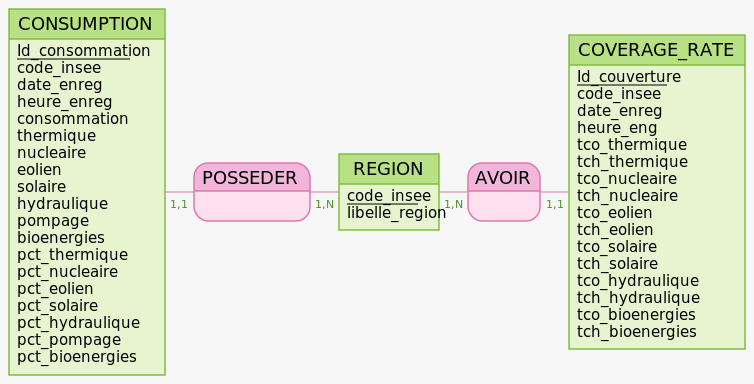 CONSUMPTION
Id_consommation
code_insee
date_enreg
heure_enreg
consommation
thermique
nucleaire
eolien
solaire
hydraulique
pompage
bioenergies
pct_thermique
pct_nucleaire
pct_eolien
pct_solaire
pct_hydraulique
pct_pompage
pct_bioenergies
1,1
POSSEDER
1,N
REGION
code_insee
libelle_region
1,N
AVOIR
1,1
COVERAGE_RATE
Id_couverture
code_insee
date_enreg
heure_eng
tco_thermique
tch_thermique
tco_nucleaire
tch_nucleaire
tco_eolien
tch_eolien
tco_solaire
tch_solaire
tco_hydraulique
tch_hydraulique
tco_bioenergies
tch_bioenergies